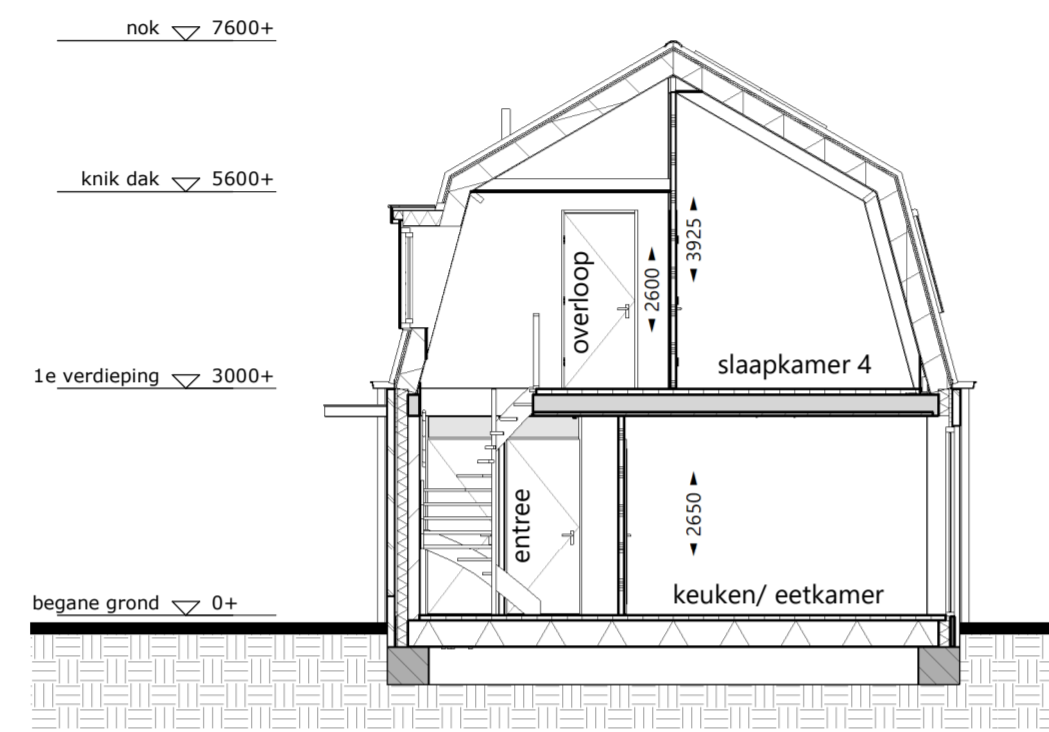 nok 7600+
knik dak 5600+
3925
2600
overloop
slaapkamer 4
1e verdieping 3000+
2650
entree
keuken/ eetkamer
begane grond 0+